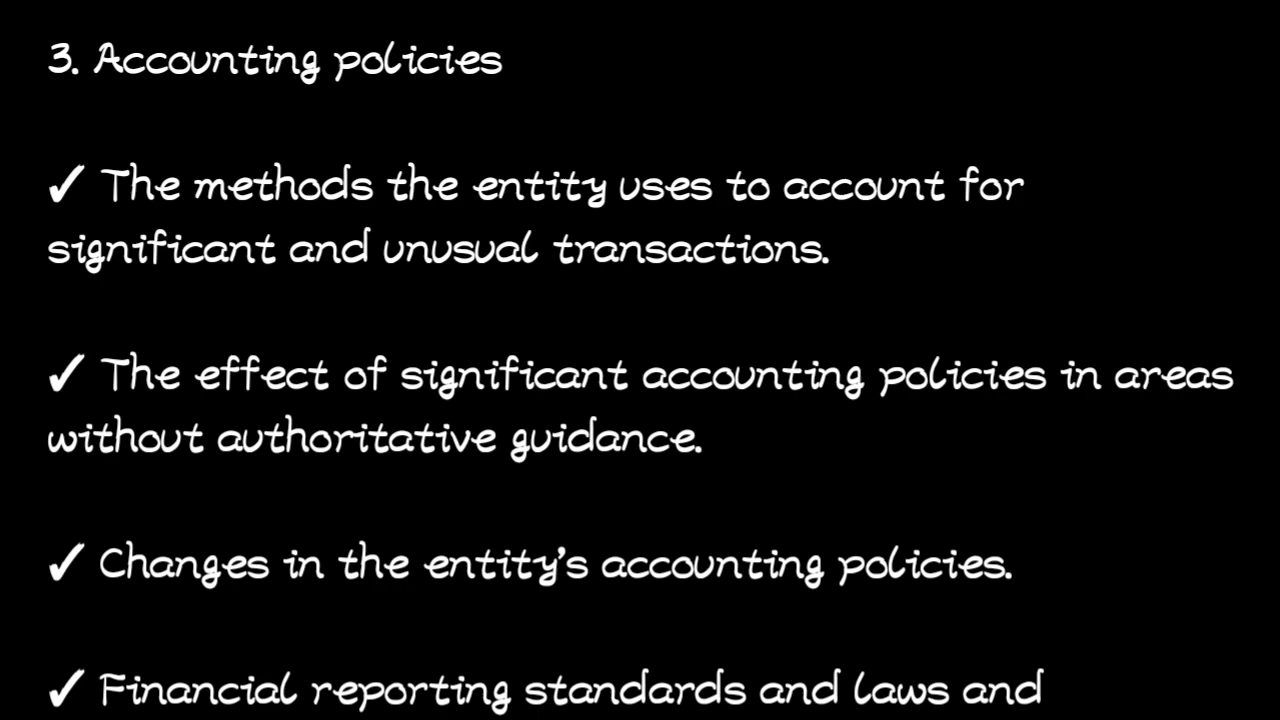 3. Accounting policies
✓ The methods the entity uses to account for
significant and unusual transactions.
✓ The effect of significant accounting policies in areas
without authoritative guidance.
✓ Changes in the entity's accounting policies.
✓ Financial reporting standards and laws and